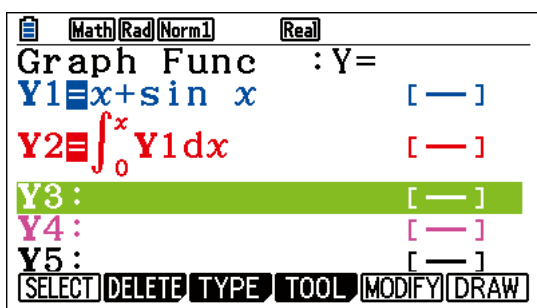 Math Rad Norm1 Real
Graph Func :Y=
Y1=x+sin x [—]
Y2=∫₀ˣY1dx [—]
Y3: [—]
Y4: [—]
Y5: [—]
SELECT DELETE TYPE TOOL MODIFY DRAW